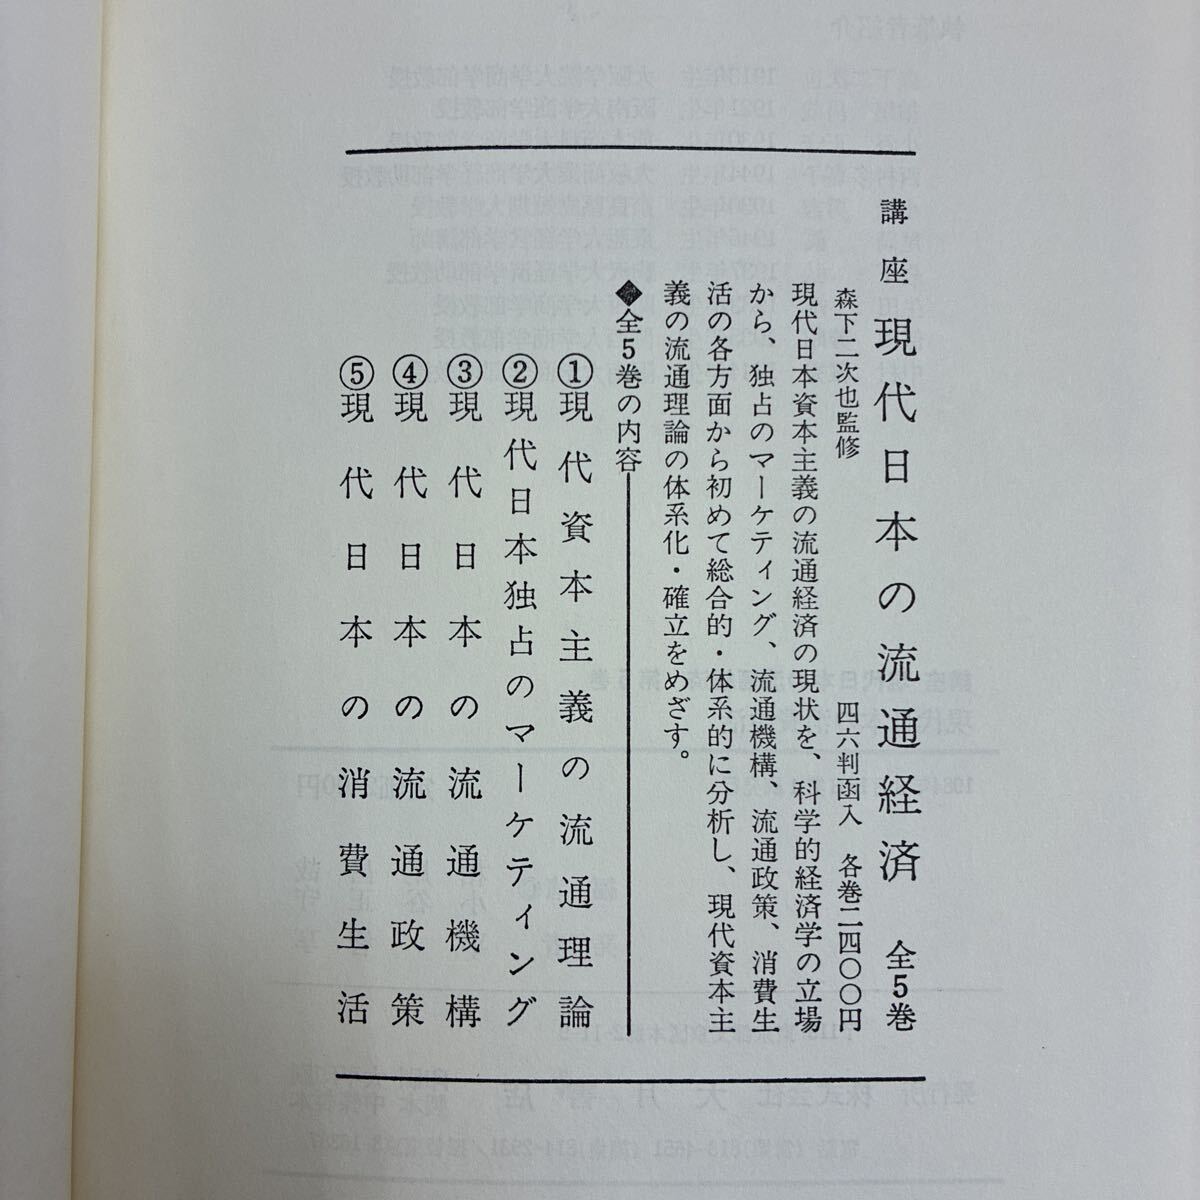 講座 現代日本の流通経済 全5巻
森下二次也監修 四六判函入 各巻二四〇〇円
現代日本資本主義の流通経済の現状を、科学的経済学の立場
から、独占のマーケティング、流通機構、流通政策、消費生
活の各方面から初めて総合的・体系的に分析し、現代資本主
義の流通理論の体系化・確立をめざす。
◆全5巻の内容
①現代資本主義の流通理論
②現代日本独占のマーケティング
③現代日本の流通機構
④現代日本の流通政策
⑤現代日本の消費生活